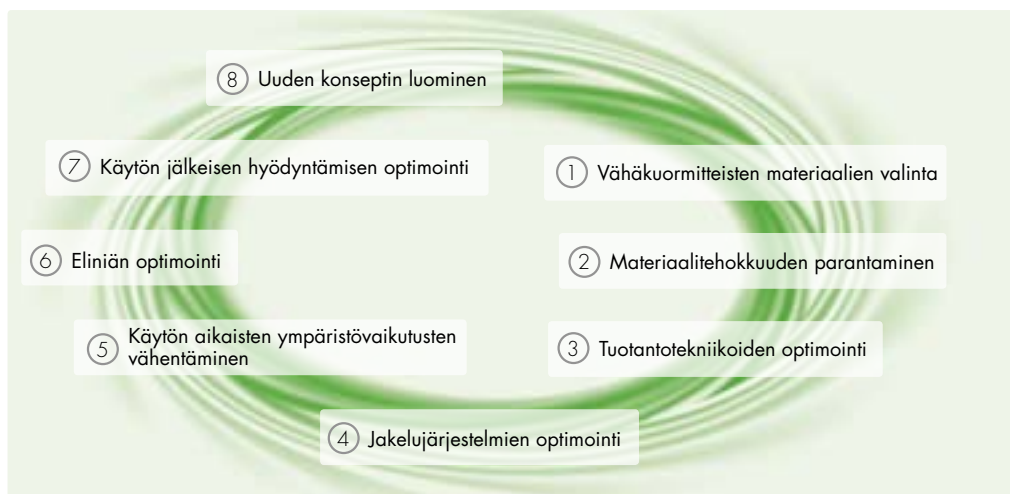 8 Uuden konseptin luominen
7 Käytön jälkeisen hyödyntämisen optimointi
1 Vähäkuormitteisten materiaalien valinta
6 Eliniän optimointi
2 Materiaalitehokkuuden parantaminen
5 Käytön aikaisten ympäristövaikutusten
vähentäminen
3 Tuotantotekniikoiden optimointi
4 Jakelujärjestelmien optimointi